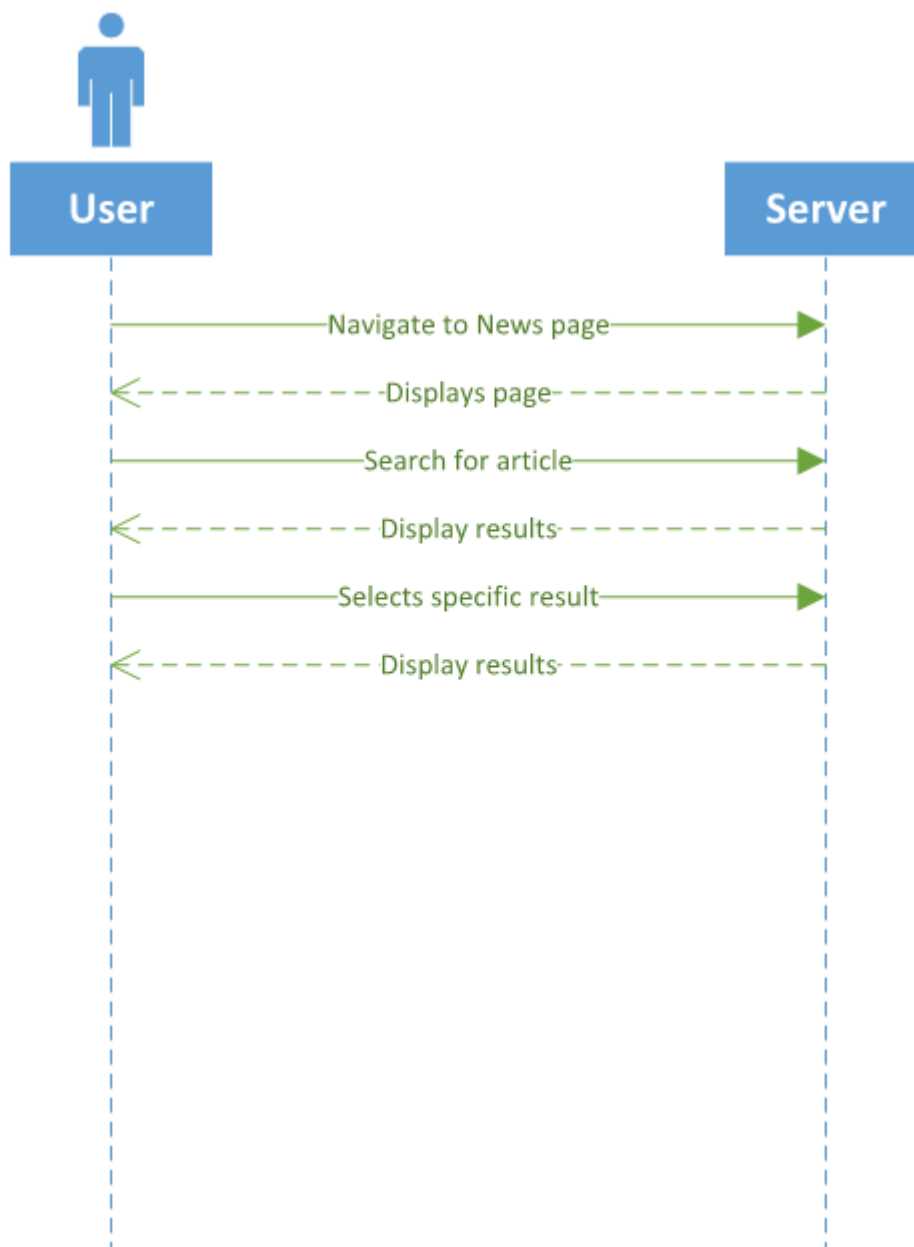 User
Server
Navigate to News page
Displays page
Search for article
Display results
Selects specific result
Display results